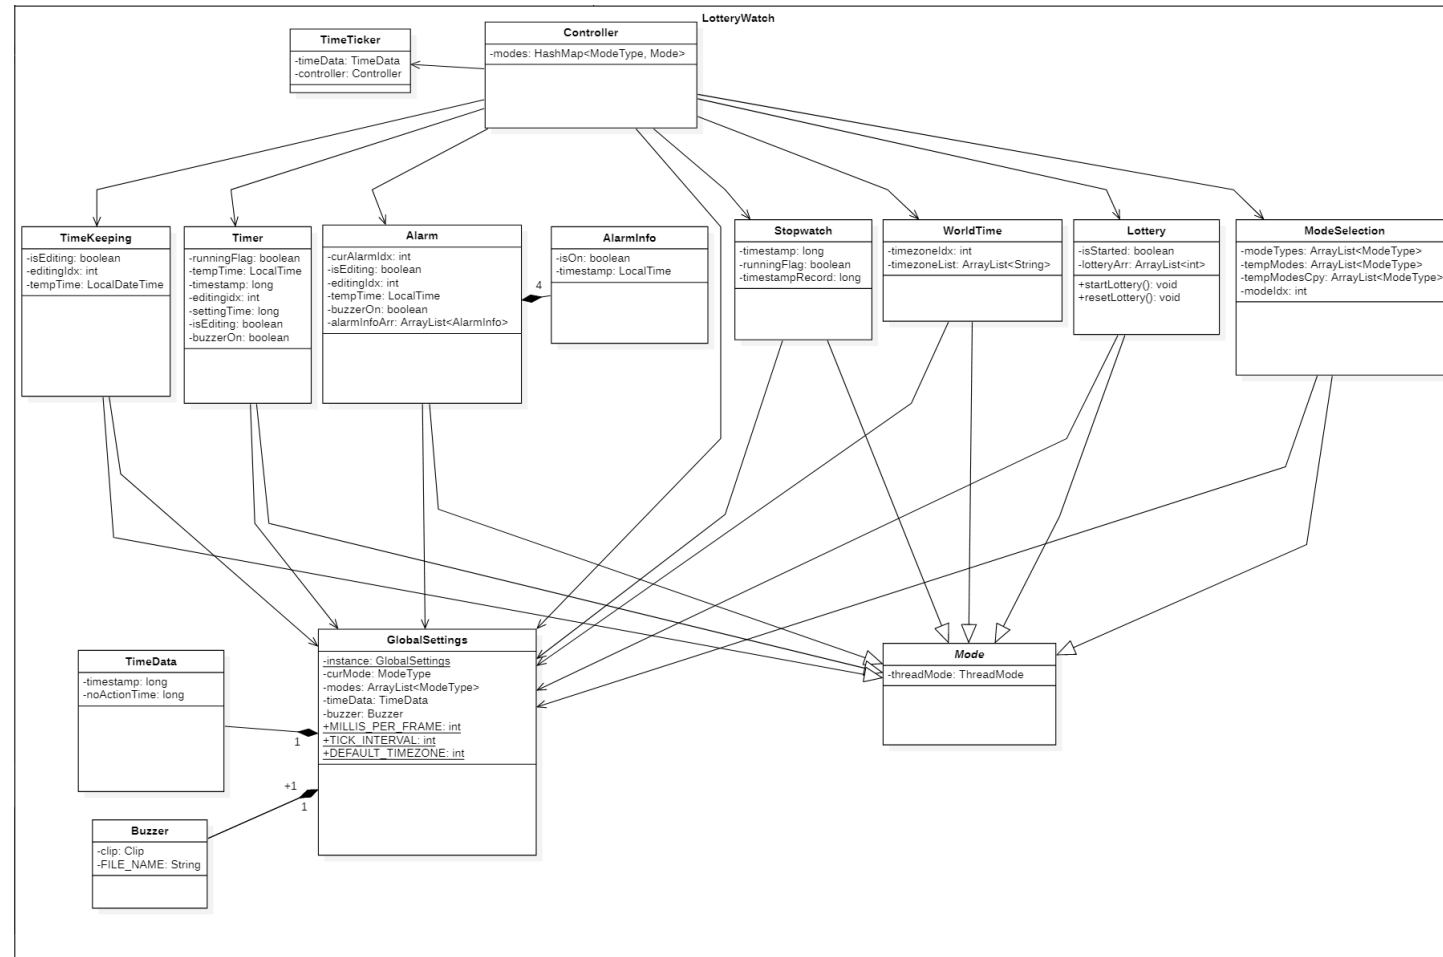 LotteryWatch
TimeTicker
-timeData: TimeData
-controller: Controller
Controller
-modes: HashMap<ModeType, Mode>
TimeKeeping
-isEditing: boolean
-editingIdx: int
-tempTime: LocalDateTime
Timer
-runningFlag: boolean
-tempTime: LocalTime
-timestamp: long
-editingidx: int
-settingTime: long
-isEditing: boolean
-buzzerOn: boolean
Alarm
-curAlarmIdx: int
-isEditing: boolean
-editingIdx: int
-tempTime: LocalTime
-buzzerOn: boolean
-alarmInfoArr: ArrayList<AlarmInfo>
4
AlarmInfo
-isOn: boolean
-timestamp: LocalTime
Stopwatch
-timestamp: long
-runningFlag: boolean
-timestampRecord: long
WorldTime
-timezoneIdx: int
-timezoneList: ArrayList<String>
Lottery
-isStarted: boolean
-lotteryArr: ArrayList<int>
+startLottery(): void
+resetLottery(): void
ModeSelection
-modeTypes: ArrayList<ModeType>
-tempModes: ArrayList<ModeType>
-tempModesCpy: ArrayList<ModeType>
-modeIdx: int
TimeData
-timestamp: long
-noActionTime: long
1
GlobalSettings
-instance: GlobalSettings
-curMode: ModeType
-modes: ArrayList<ModeType>
-timeData: TimeData
-buzzer: Buzzer
+MILLIS_PER_FRAME: int
+TICK_INTERVAL: int
+DEFAULT_TIMEZONE: int
Mode
-threadMode: ThreadMode
+1
1
Buzzer
-clip: Clip
-FILE_NAME: String